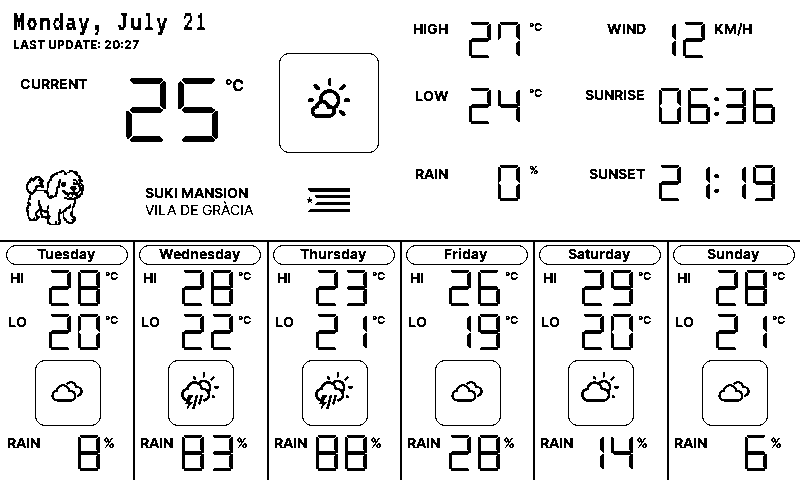 Monday, July 21
LAST UPDATE: 20:27
CURRENT 25 °C
HIGH 27 °C
LOW 24 °C
RAIN 0 %
WIND 12 KM/H
SUNRISE 06:36
SUNSET 21:19
SUKI MANSION
VILA DE GRÀCIA
Tuesday
HI 28 °C
LO 20 °C
RAIN 8 %
Wednesday
HI 28 °C
LO 22 °C
RAIN 83 %
Thursday
HI 23 °C
LO 21 °C
RAIN 88 %
Friday
HI 26 °C
LO 19 °C
RAIN 28 %
Saturday
HI 29 °C
LO 20 °C
RAIN 14 %
Sunday
HI 28 °C
LO 21 °C
RAIN 6 %